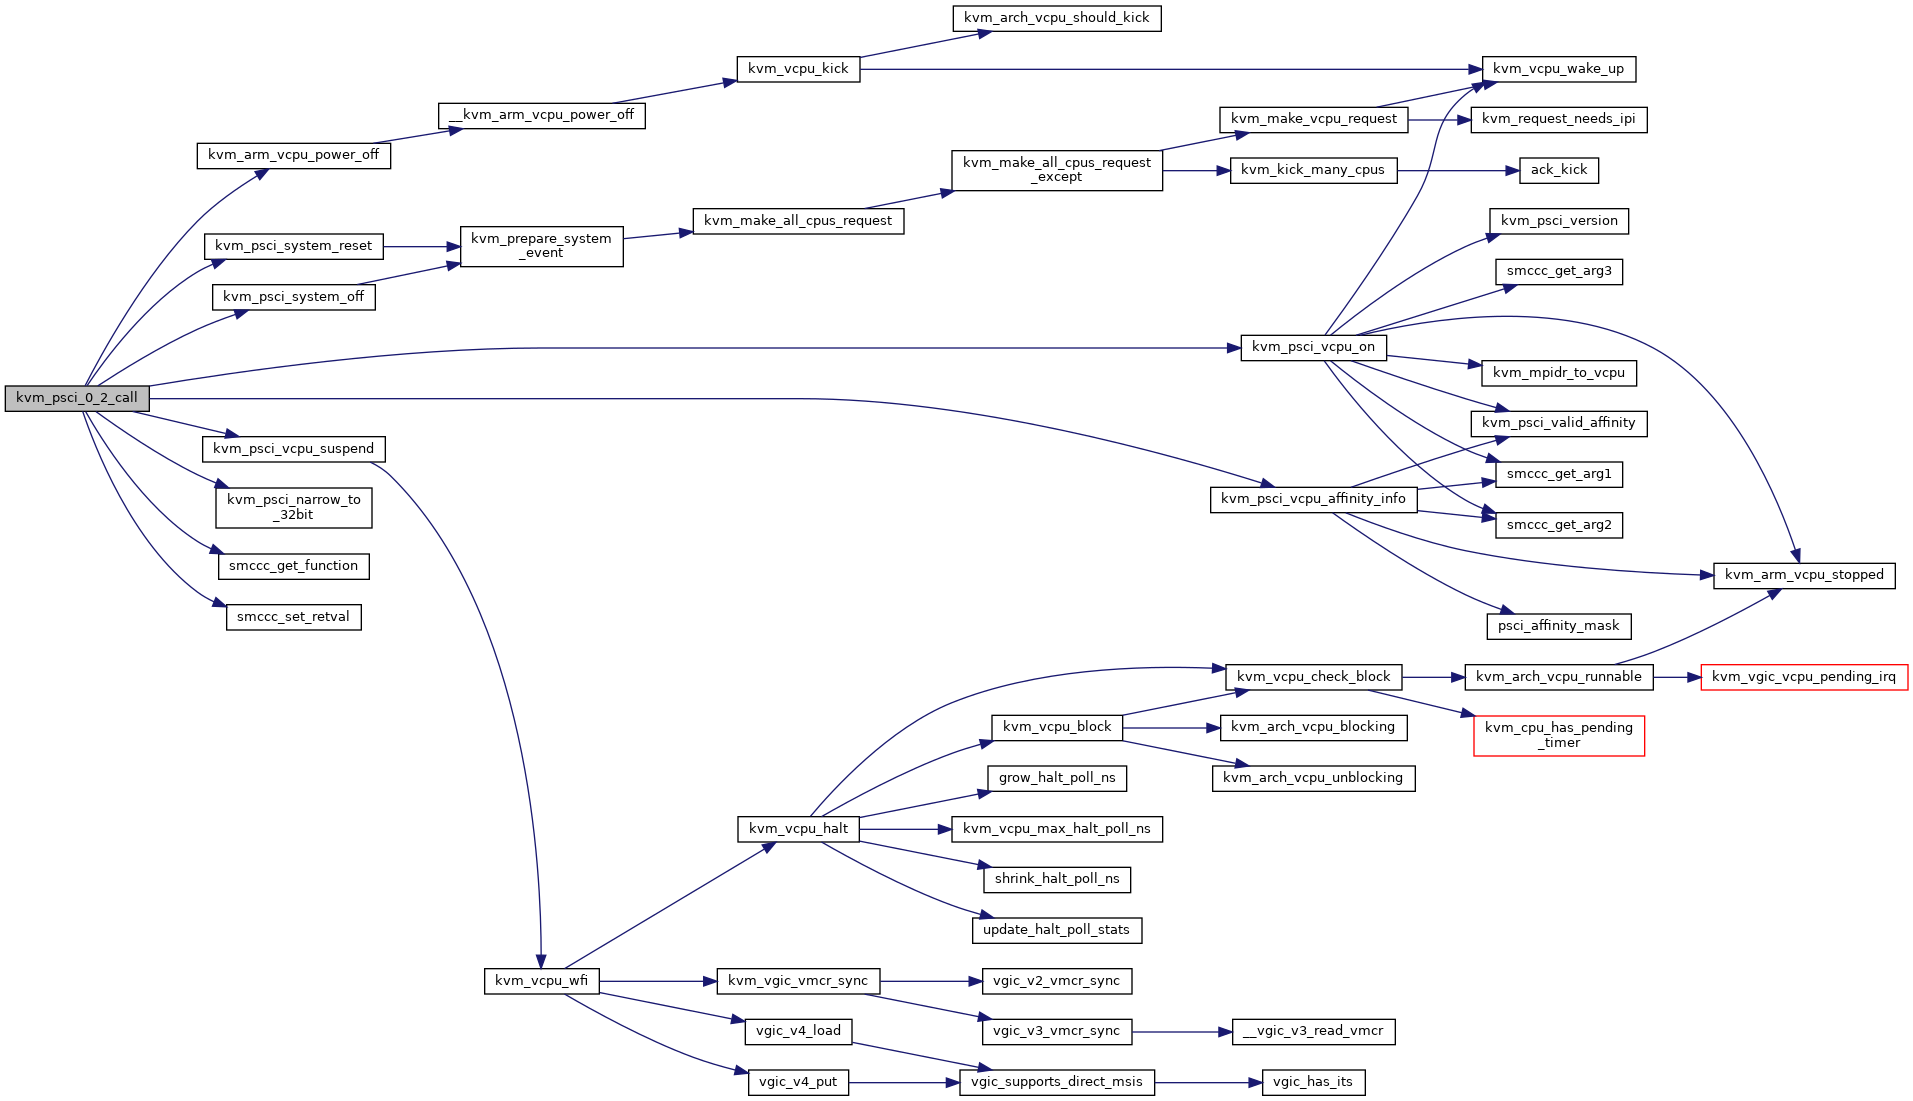 kvm_arch_vcpu_should_kick
kvm_vcpu_kick
kvm_vcpu_wake_up
__kvm_arm_vcpu_power_off
kvm_make_vcpu_request
kvm_request_needs_ipi
kvm_arm_vcpu_power_off
kvm_make_all_cpus_request
_except
kvm_kick_many_cpus
ack_kick
kvm_make_all_cpus_request
kvm_psci_version
kvm_psci_system_reset
kvm_prepare_system
_event
smccc_get_arg3
kvm_psci_system_off
kvm_psci_vcpu_on
kvm_mpidr_to_vcpu
kvm_psci_0_2_call
kvm_psci_valid_affinity
kvm_psci_vcpu_suspend
smccc_get_arg1
kvm_psci_narrow_to
_32bit
kvm_psci_vcpu_affinity_info
smccc_get_arg2
smccc_get_function
kvm_arm_vcpu_stopped
smccc_set_retval
psci_affinity_mask
kvm_vcpu_check_block
kvm_arch_vcpu_runnable
kvm_vgic_vcpu_pending_irq
kvm_vcpu_block
kvm_arch_vcpu_blocking
kvm_cpu_has_pending
_timer
grow_halt_poll_ns
kvm_arch_vcpu_unblocking
kvm_vcpu_halt
kvm_vcpu_max_halt_poll_ns
shrink_halt_poll_ns
update_halt_poll_stats
kvm_vcpu_wfi
kvm_vgic_vmcr_sync
vgic_v2_vmcr_sync
vgic_v4_load
vgic_v3_vmcr_sync
__vgic_v3_read_vmcr
vgic_v4_put
vgic_supports_direct_msis
vgic_has_its